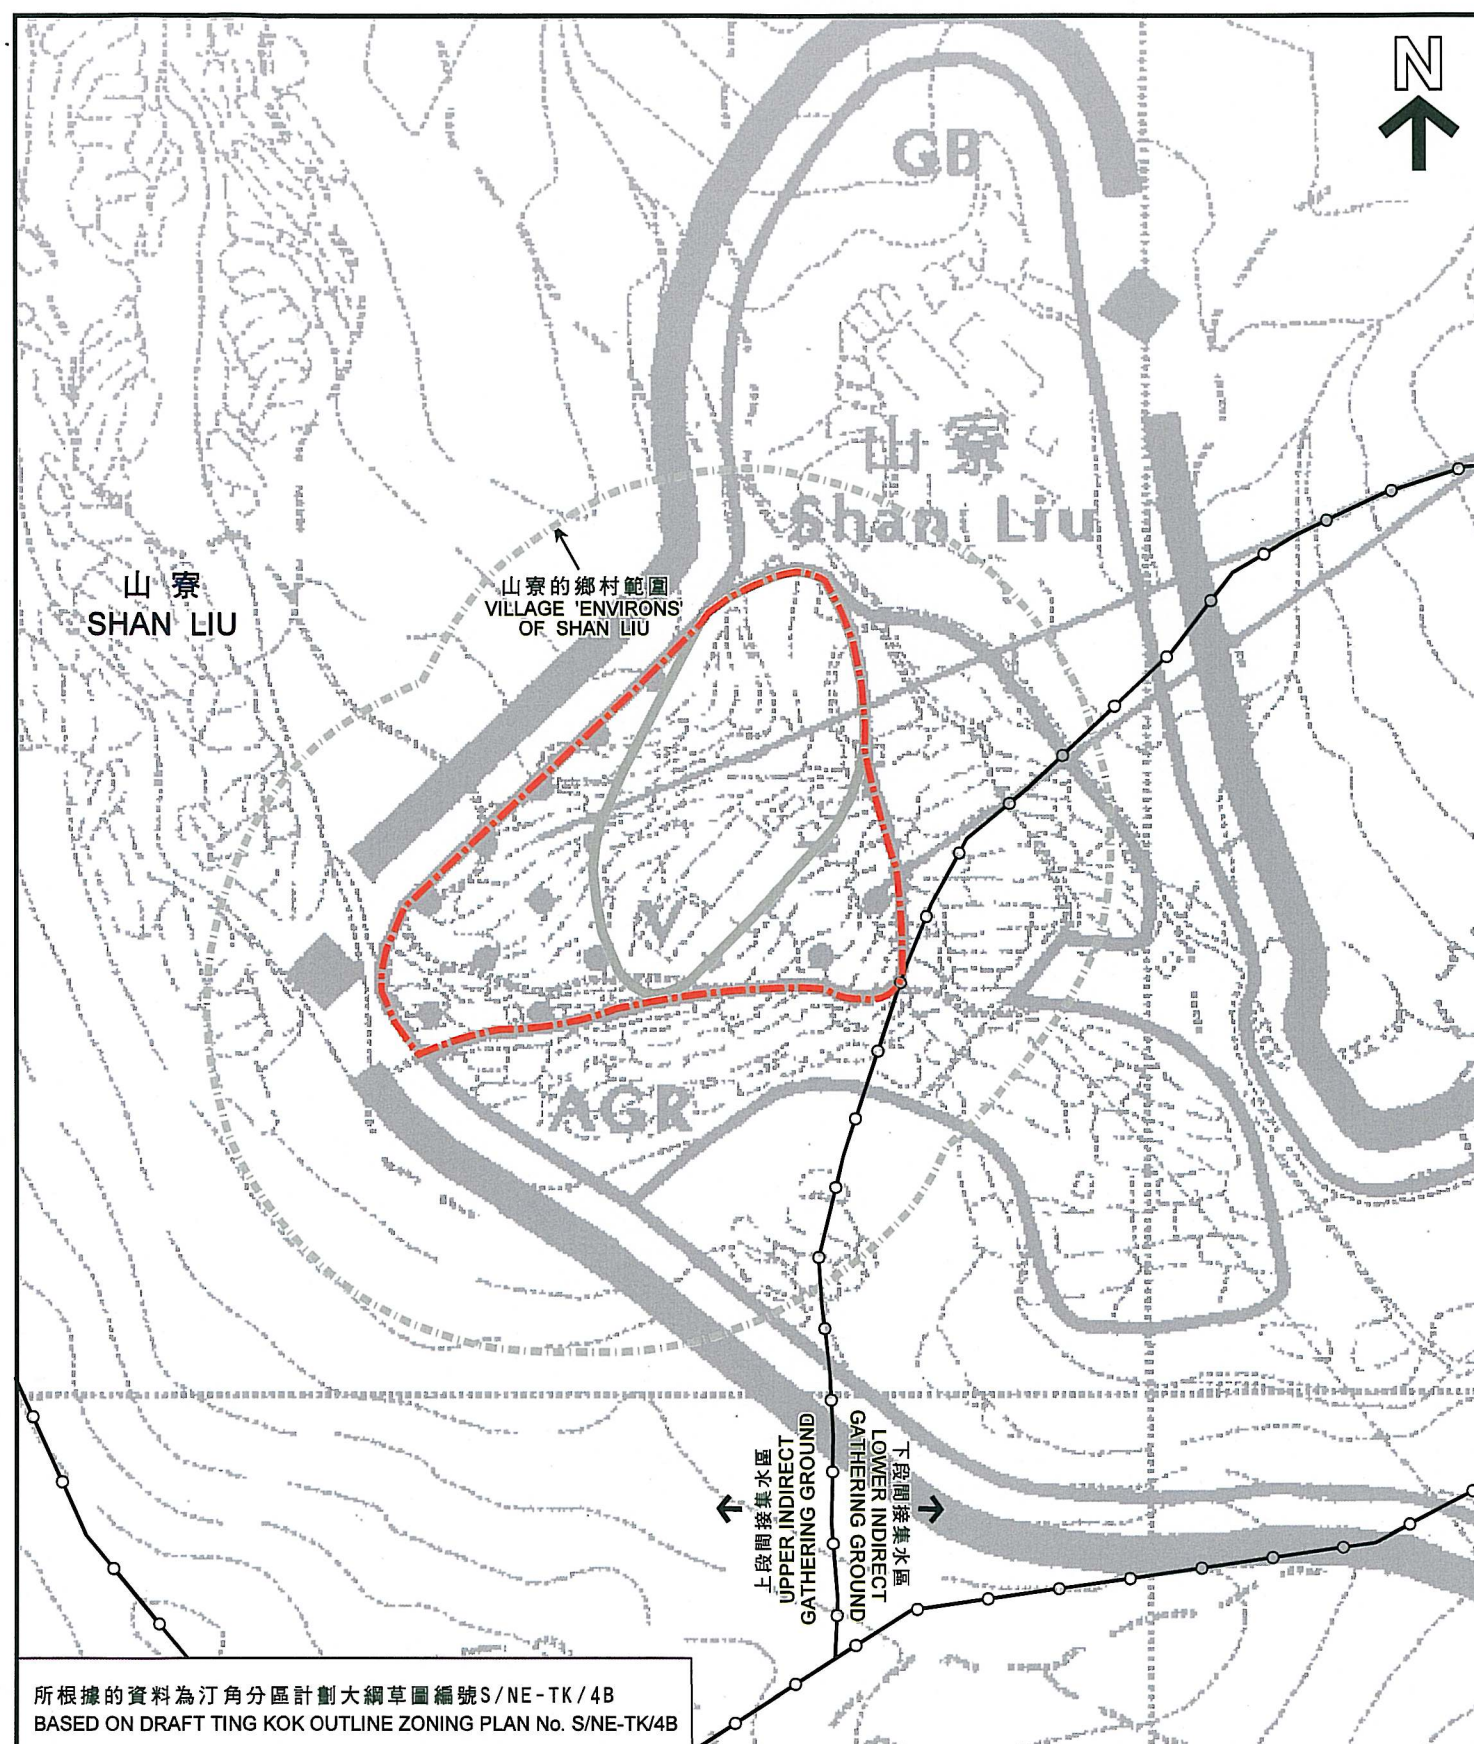 N
GB
山寮
Shan Liu
山寮
SHAN LIU
山寮的鄉村範圍
VILLAGE 'ENVIRONS'
OF SHAN LIU
V
AGR
上段間接集水區
UPPER INDIRECT
GATHERING GROUND
下段間接集水區
LOWER INDIRECT
GATHERING GROUND
所根據的資料為汀角分區計劃大綱草圖編號S/NE-TK/4B
BASED ON DRAFT TING KOK OUTLINE ZONING PLAN No. S/NE-TK/4B